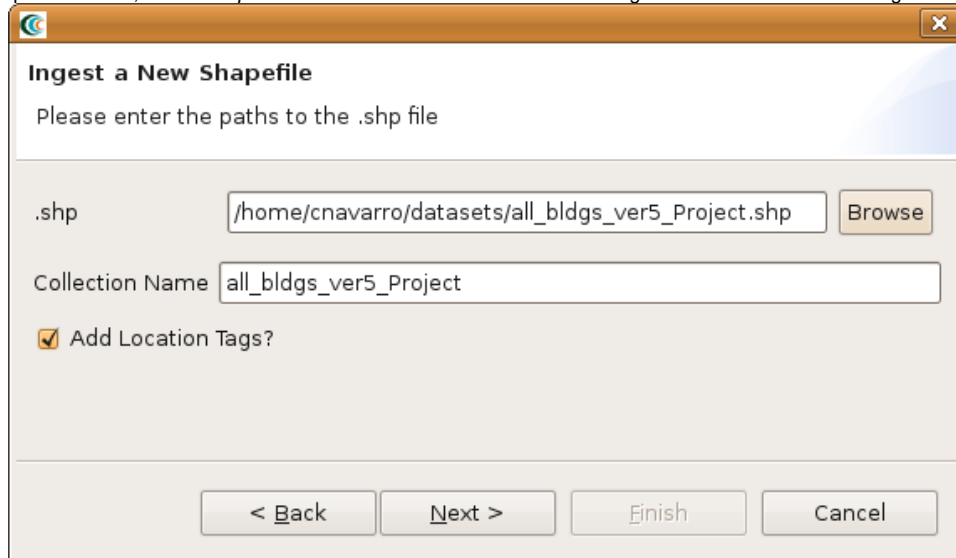 Ingest a New Shapefile
Please enter the paths to the .shp file
.shp /home/cnavarro/datasets/all_bldgs_ver5_Project.shp Browse
Collection Name all_bldgs_ver5_Project
Add Location Tags?
< Back Next > Finish Cancel